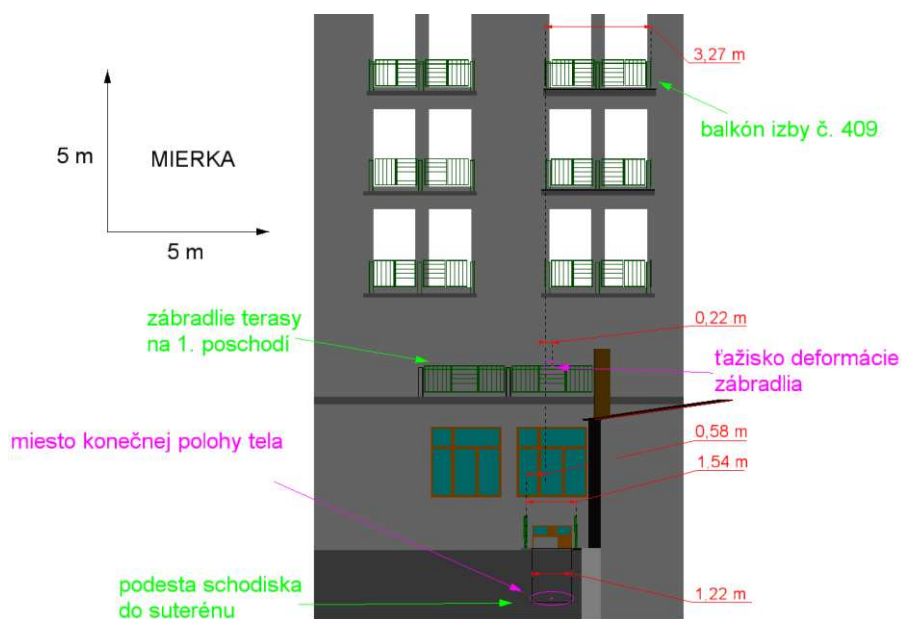 3,27 m
balkón izby č. 409
5 m
MIERKA
5 m
zábradlie terasy
na 1. poschodí
0,22 m
ťažisko deformácie
zábradlia
miesto konečnej polohy tela
0,58 m
1,54 m
podesta schodiska
do suterénu
1,22 m